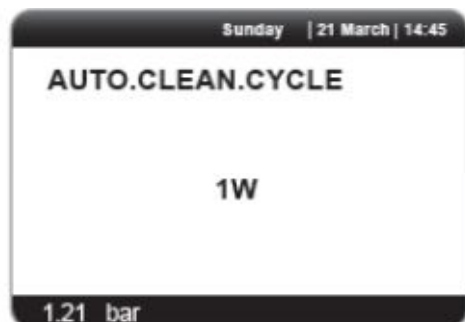 Sunday | 21 March | 14:45
AUTO.CLEAN.CYCLE
1W
1.21 bar